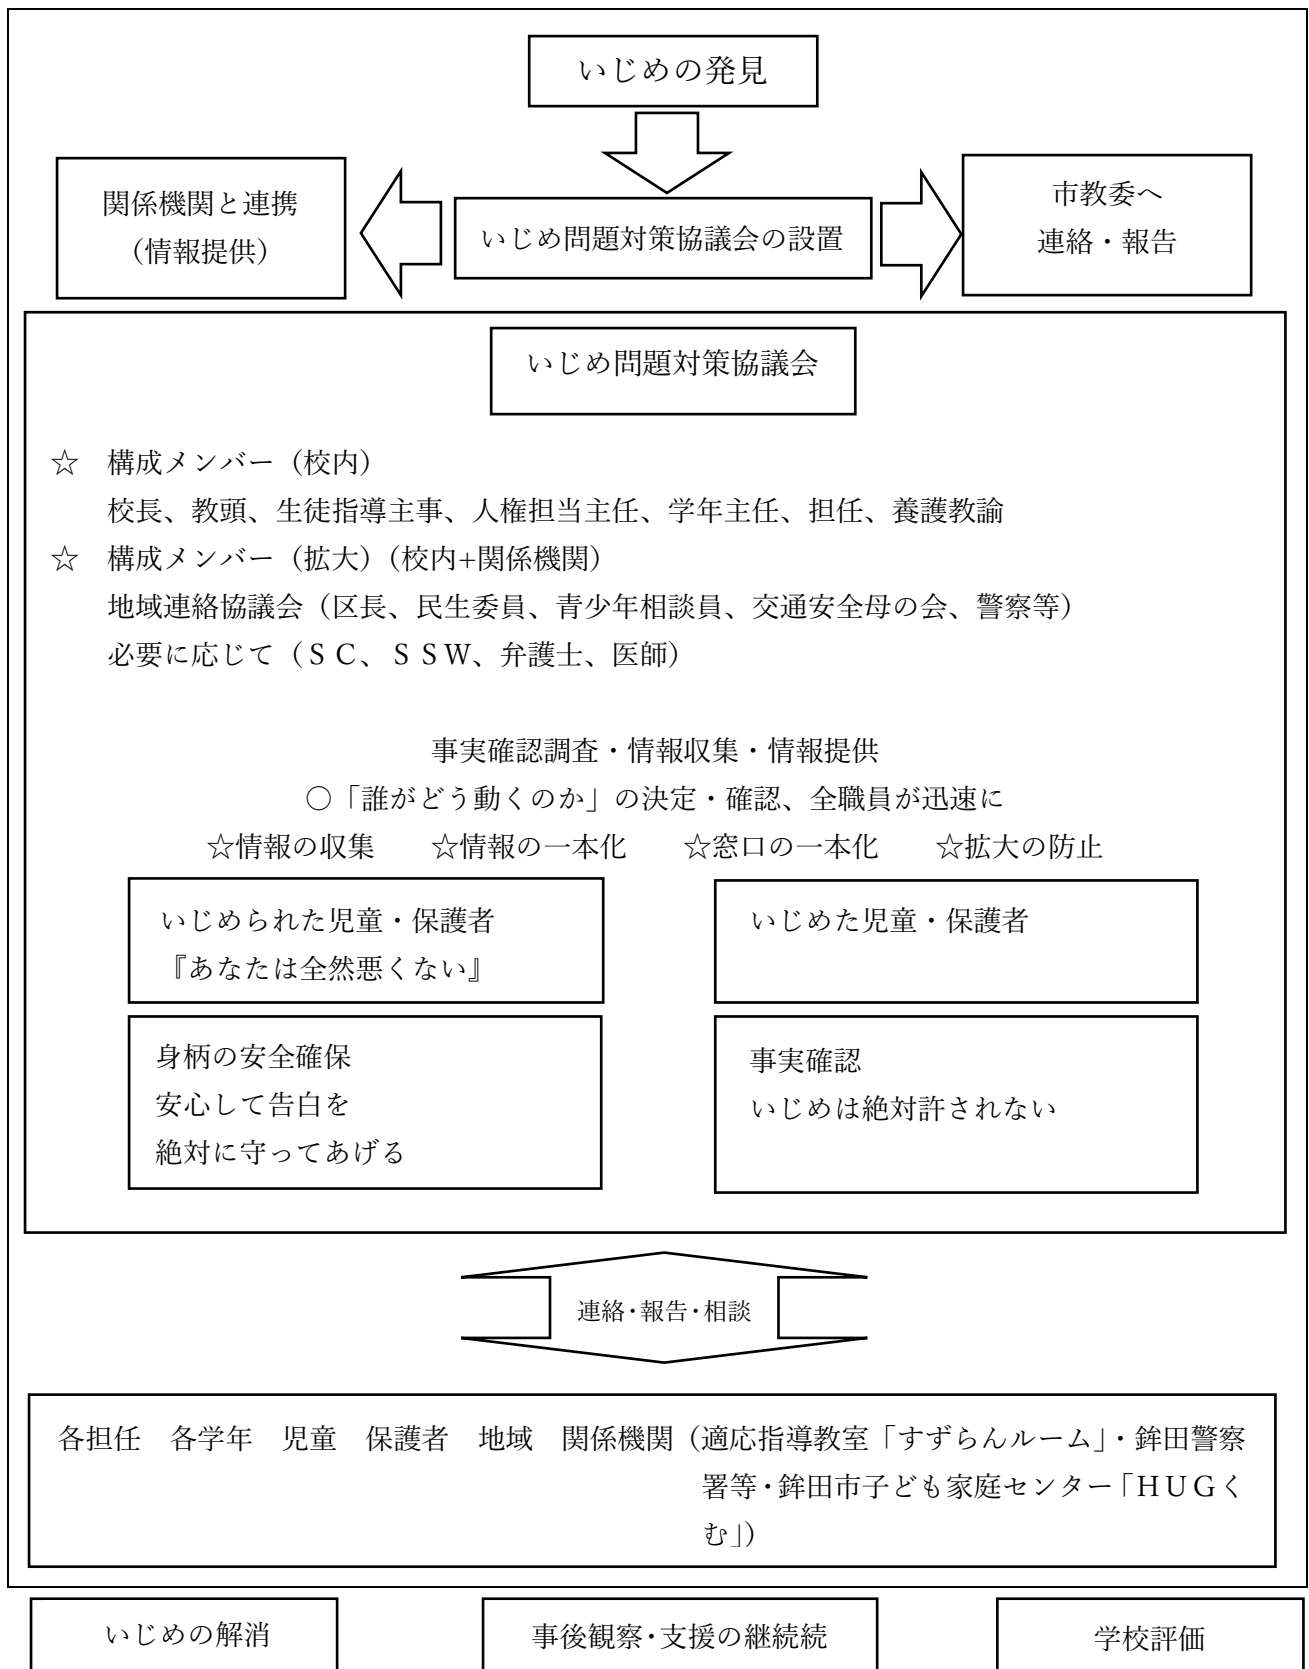 いじめの発見
関係機関と連携
（情報提供）
いじめ問題対策協議会の設置
市教委へ
連絡・報告
いじめ問題対策協議会
☆　構成メンバー（校内）
校長、教頭、生徒指導主事、人権担当主任、学年主任、担任、養護教諭
☆　構成メンバー（拡大）（校内+関係機関）
地域連絡協議会（区長、民生委員、青少年相談員、交通安全母の会、警察等）
必要に応じて（ＳＣ、ＳＳＷ、弁護士、医師）
事実確認調査・情報収集・情報提供
○「誰がどう動くのか」の決定・確認、全職員が迅速に
☆情報の収集　　☆情報の一本化　　☆窓口の一本化　　☆拡大の防止
いじめられた児童・保護者
『あなたは全然悪くない』
いじめた児童・保護者
身柄の安全確保
安心して告白を
絶対に守ってあげる
事実確認
いじめは絶対許されない
連絡・報告・相談
各担任　各学年　児童　保護者　地域　関係機関（適応指導教室「すずらんルーム」・鉾田警察
署等・鉾田市子ども家庭センター「ＨＵＧく
む」）
いじめの解消
事後観察・支援の継続続
学校評価